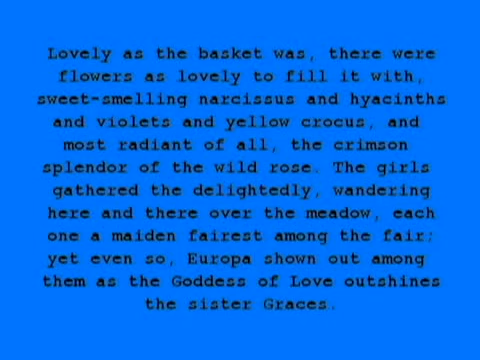 Lovely as the basket was, there were
flowers as lovely to fill it with,
sweet-smelling narcissus and hyacinths
and violets and yellow crocus, and
most radiant of all, the crimson
splendor of the wild rose. The girls
gathered the delightedly, wandering
here and there over the meadow, each
one a maiden fairest among the fair;
yet even so, Europa shown out among
them as the Goddess of Love outshines
the sister Graces.